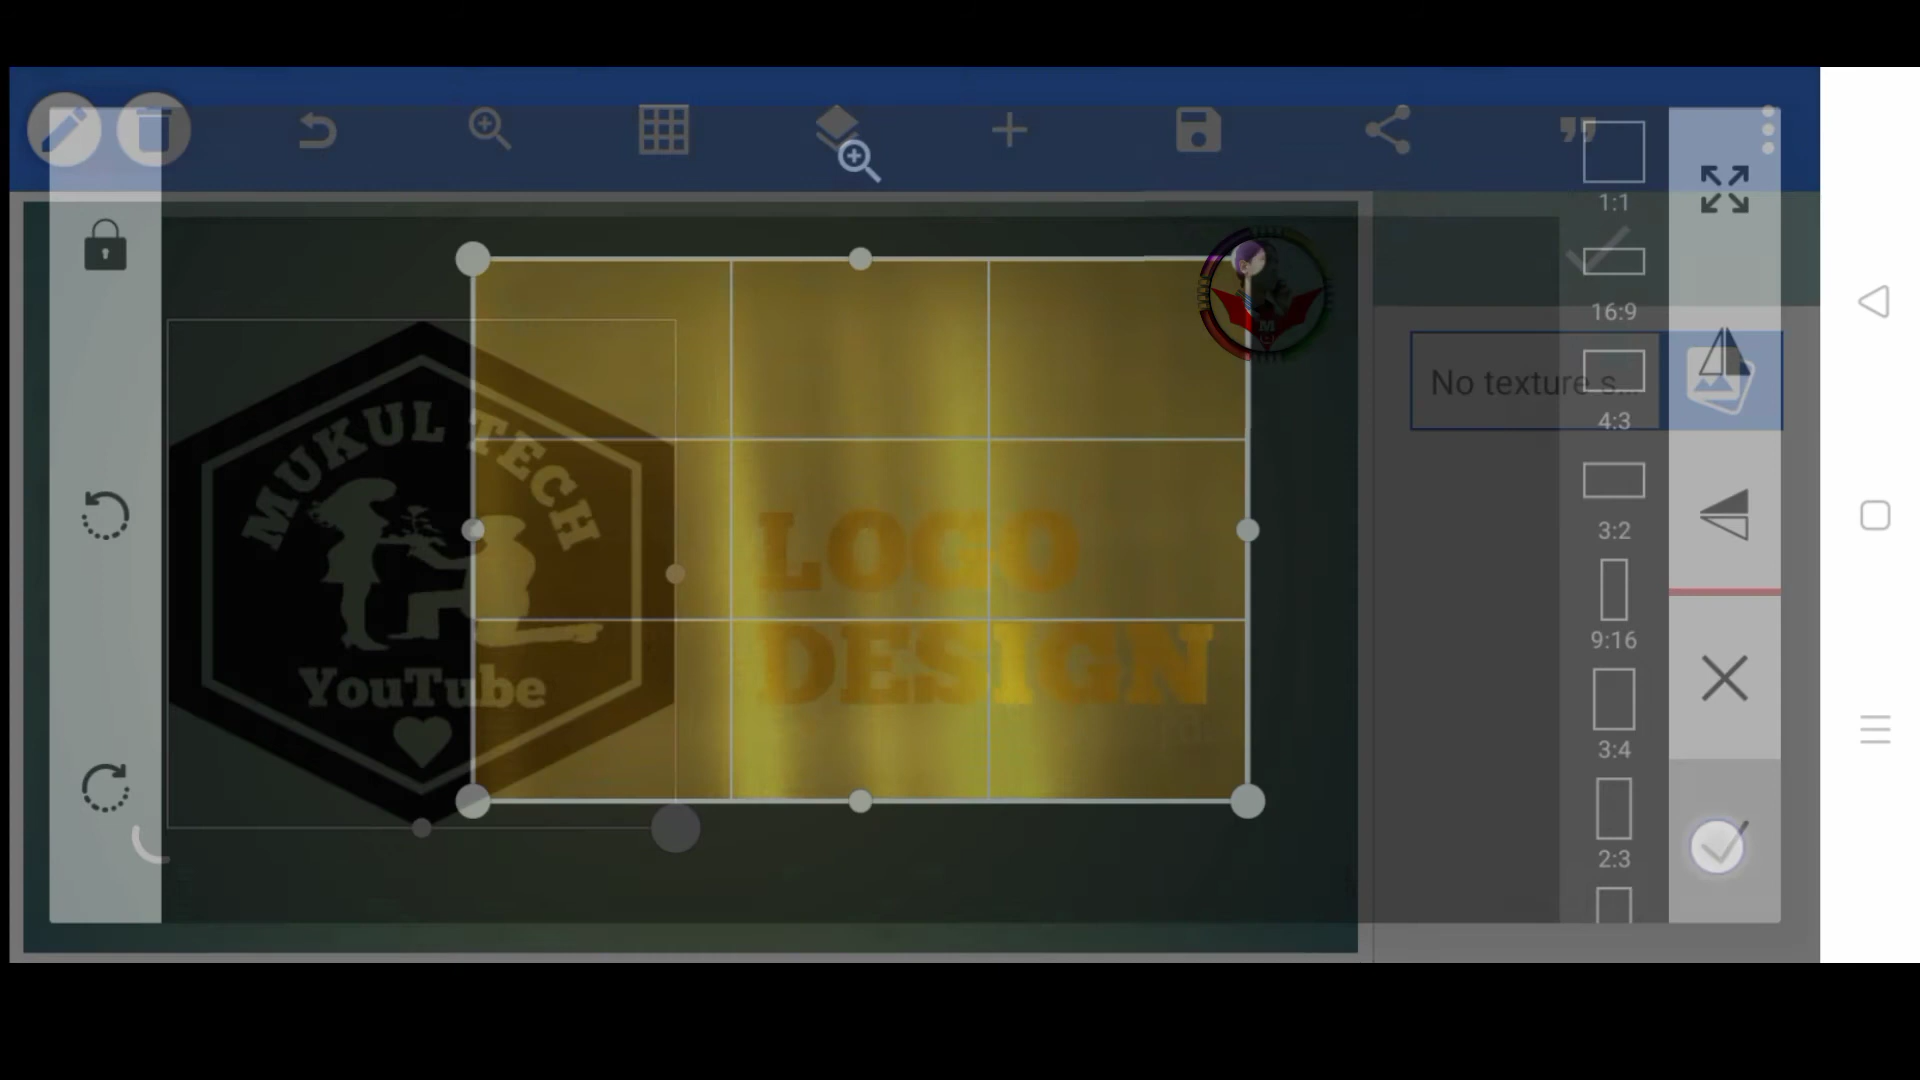 1:1
16:9
No texture s...
4:3
MUKUL TECH
3:2
LOGO
9:16
DESIGN
YouTube
3:4
2:3